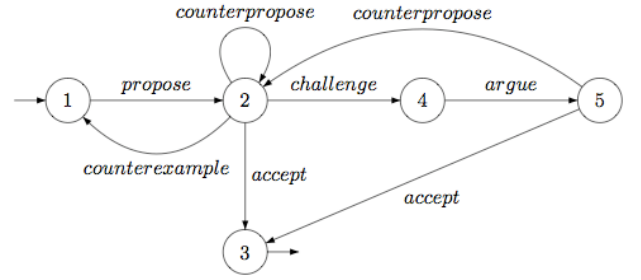 counterpropose
counterpropose
propose
challenge
argue
1
2
4
5
counterexample
accept
accept
3